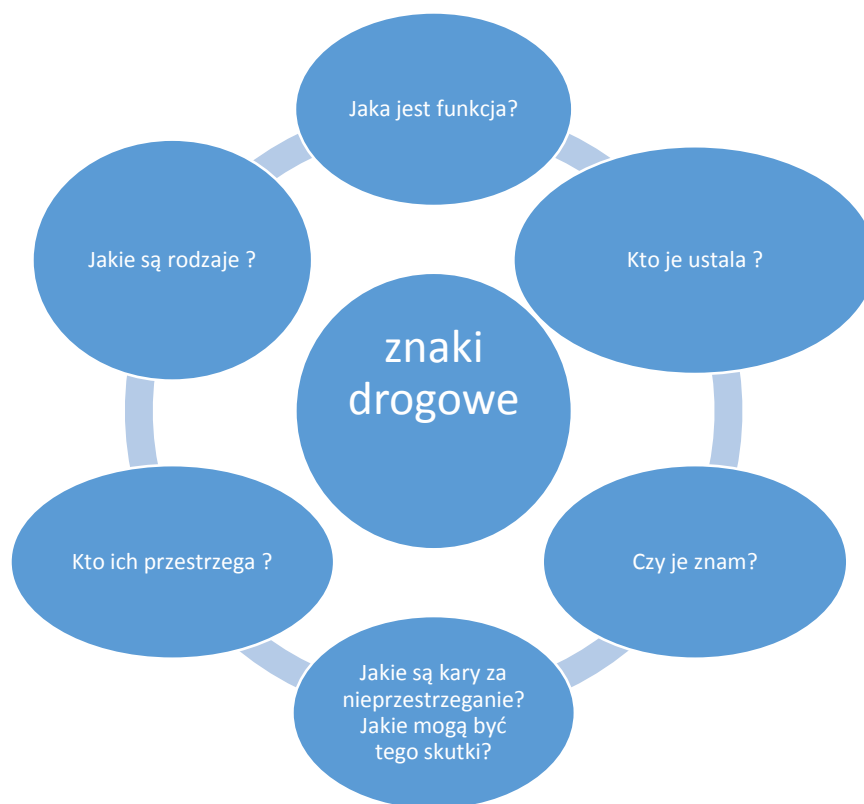 Jaka jest funkcja?
Jakie są rodzaje ?
Kto je ustala ?
znaki
drogowe
Kto ich przestrzega ?
Czy je znam?
Jakie są kary za
nieprzestrzeganie?
Jakie mogą być
tego skutki?